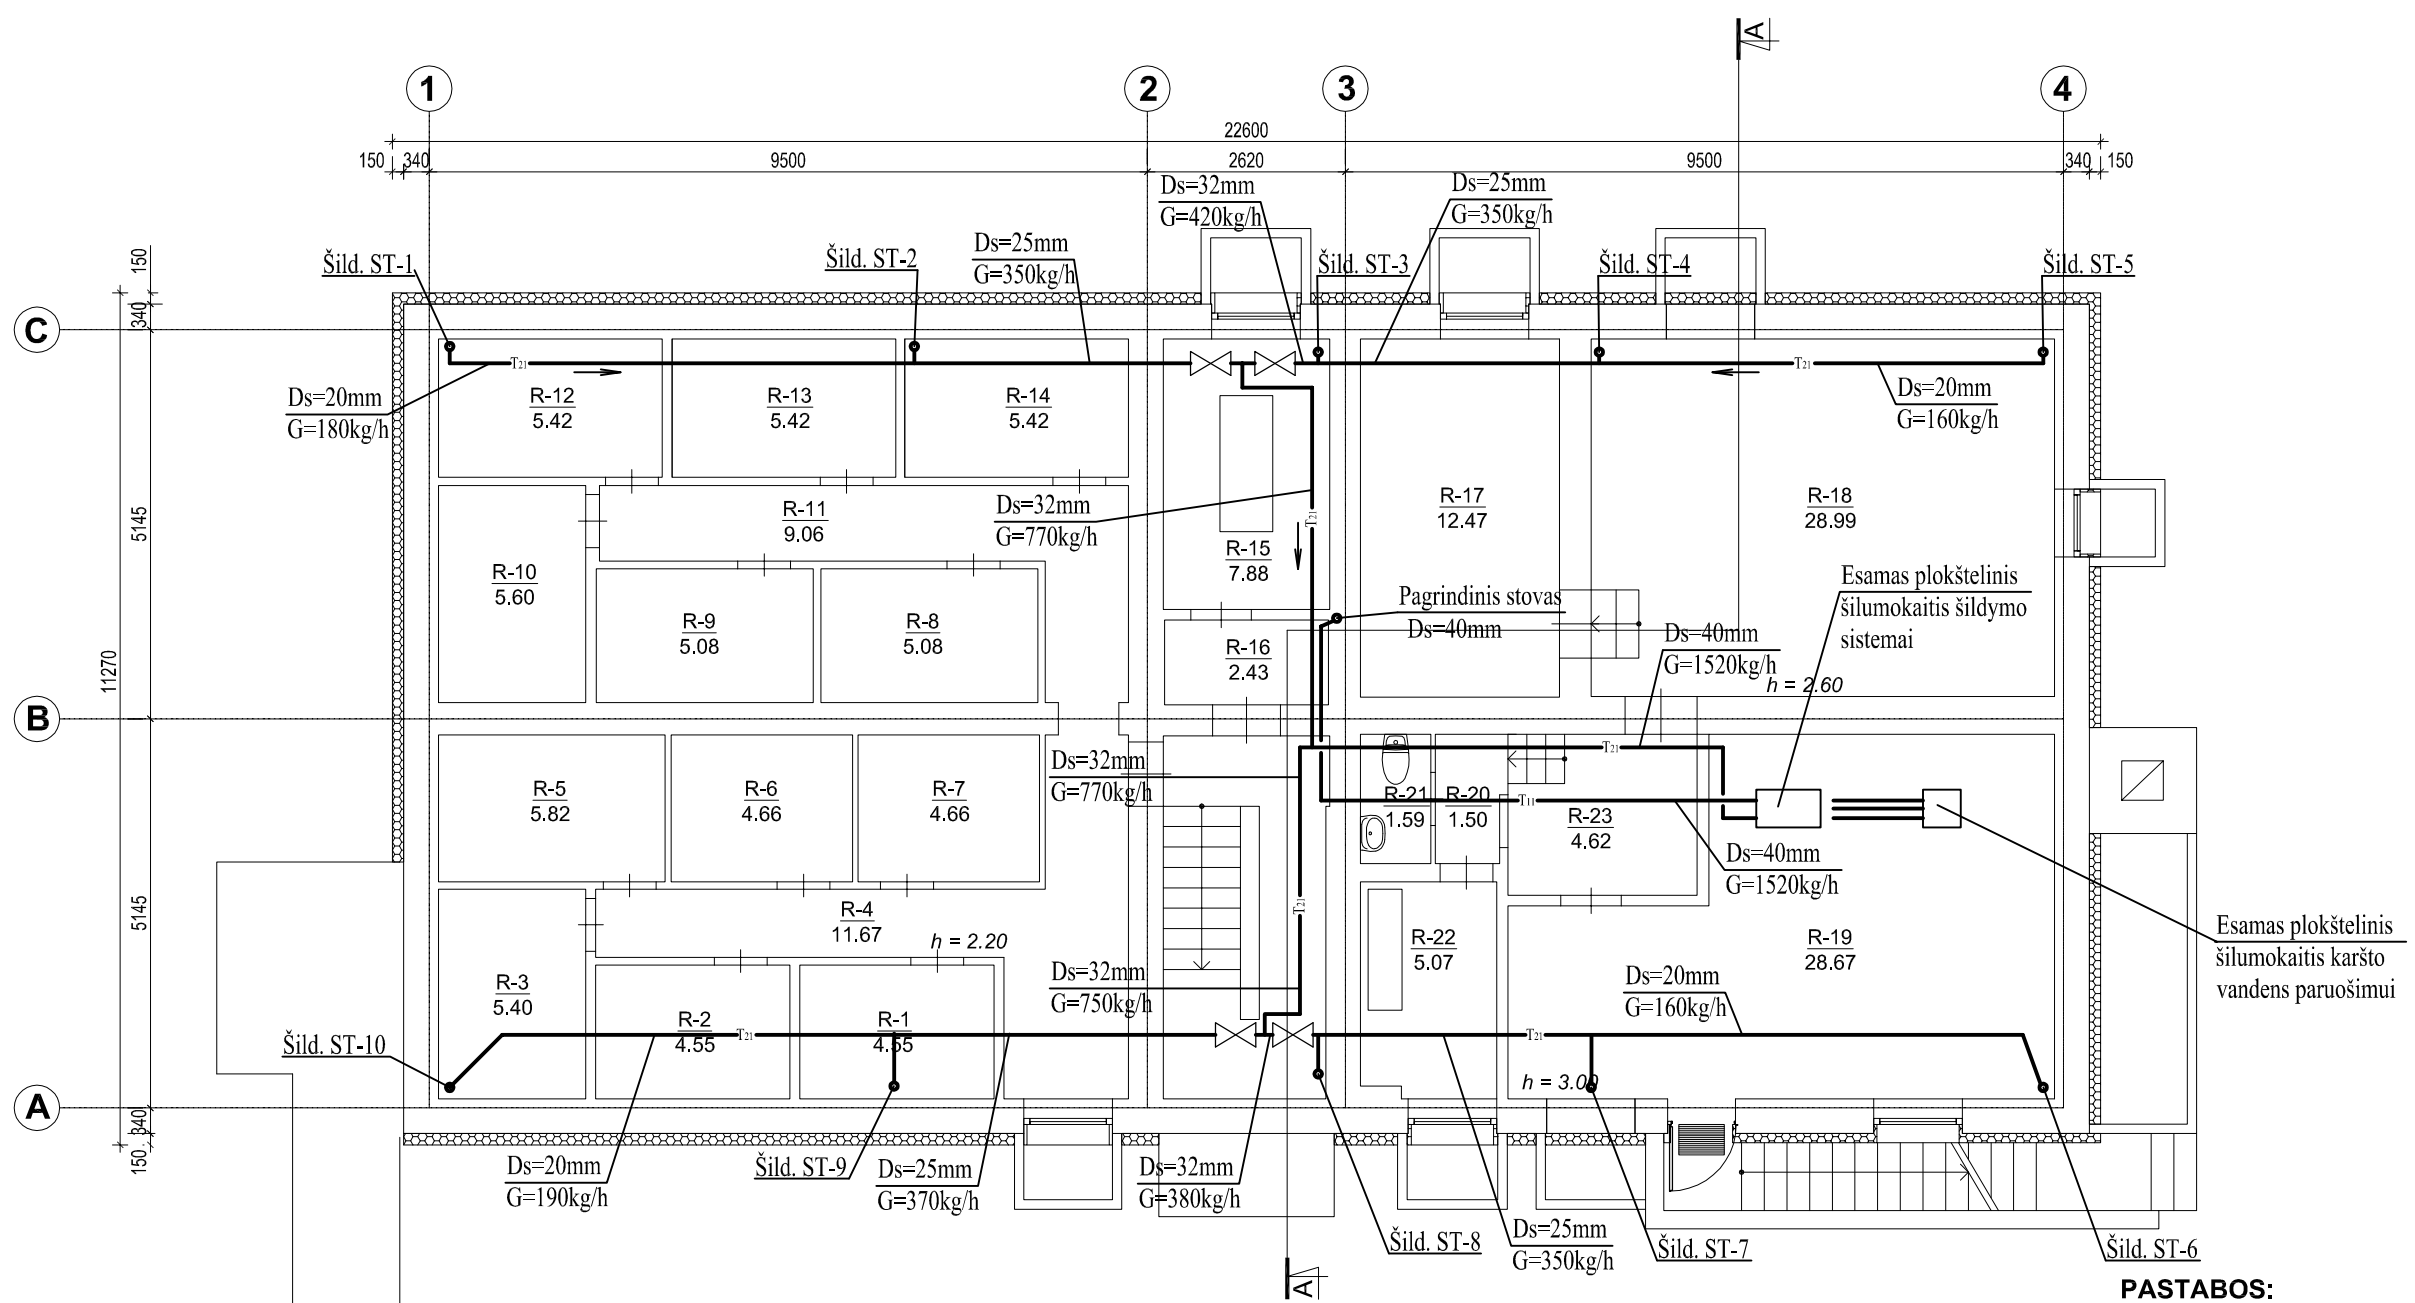 A
1
2
3
4
22600
150
340
9500
2620
9500
340
150
Ds=32mm
G=420kg/h
Ds=25mm
G=350kg/h
Ds=25mm
G=350kg/h
Šild. ST-1
Šild. ST-2
Šild. ST-3
Šild. ST-4
Šild. ST-5
150
340
C
T21
T21
Ds=20mm
G=180kg/h
R-12
5.42
R-13
5.42
R-14
5.42
Ds=20mm
G=160kg/h
5145
R-11
9.06
Ds=32mm
G=770kg/h
T21
R-17
12.47
R-18
28.99
R-10
5.60
R-15
7.88
R-9
5.08
R-8
5.08
R-16
2.43
Pagrindinis stovas
Ds=40mm
Esamas plokštelinis
šilumokaitis šildymo
sistemai
Ds=40mm
G=1520kg/h
h = 2.60
11270
B
T21
Ds=32mm
G=770kg/h
R-5
5.82
R-6
4.66
R-7
4.66
R-21
1.59
R-20
1.50
T11
R-23
4.62
Ds=40mm
G=1520kg/h
5145
R-4
11.67
h = 2.20
T21
R-22
5.07
R-19
28.67
Esamas plokštelinis
šilumokaitis karšto
vandens paruošimui
R-3
5.40
Ds=32mm
G=750kg/h
Ds=20mm
G=160kg/h
R-2
4.55
T21
R-1
4.55
T21
Šild. ST-10
h = 3.00
A
340
150
Ds=20mm
G=190kg/h
Šild. ST-9
Ds=25mm
G=370kg/h
Ds=32mm
G=380kg/h
Šild. ST-8
Ds=25mm
G=350kg/h
Šild. ST-7
Šild. ST-6
A
PASTABOS: